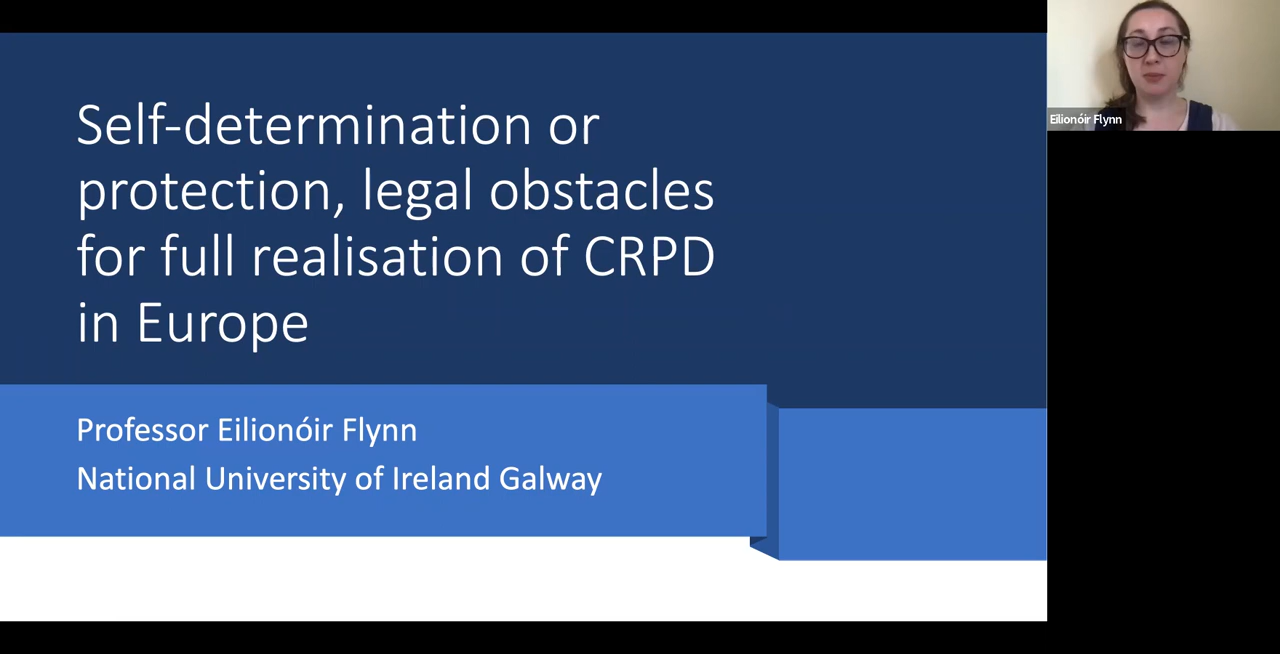 Self-determination or
protection, legal obstacles
for full realisation of CRPD
in Europe
Professor Eilionóir Flynn
National University of Ireland Galway
Eilionóir Flynn